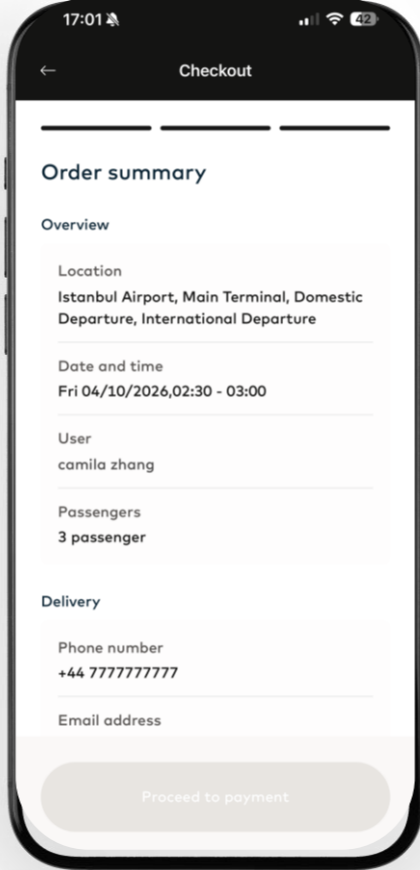 17:01
42
Checkout
Order summary
Overview
Location
Istanbul Airport, Main Terminal, Domestic
Departure, International Departure
Date and time
Fri 04/10/2026,02:30 - 03:00
User
camila zhang
Passengers
3 passenger
Delivery
Phone number
+44 7777777777
Email address
Proceed to payment